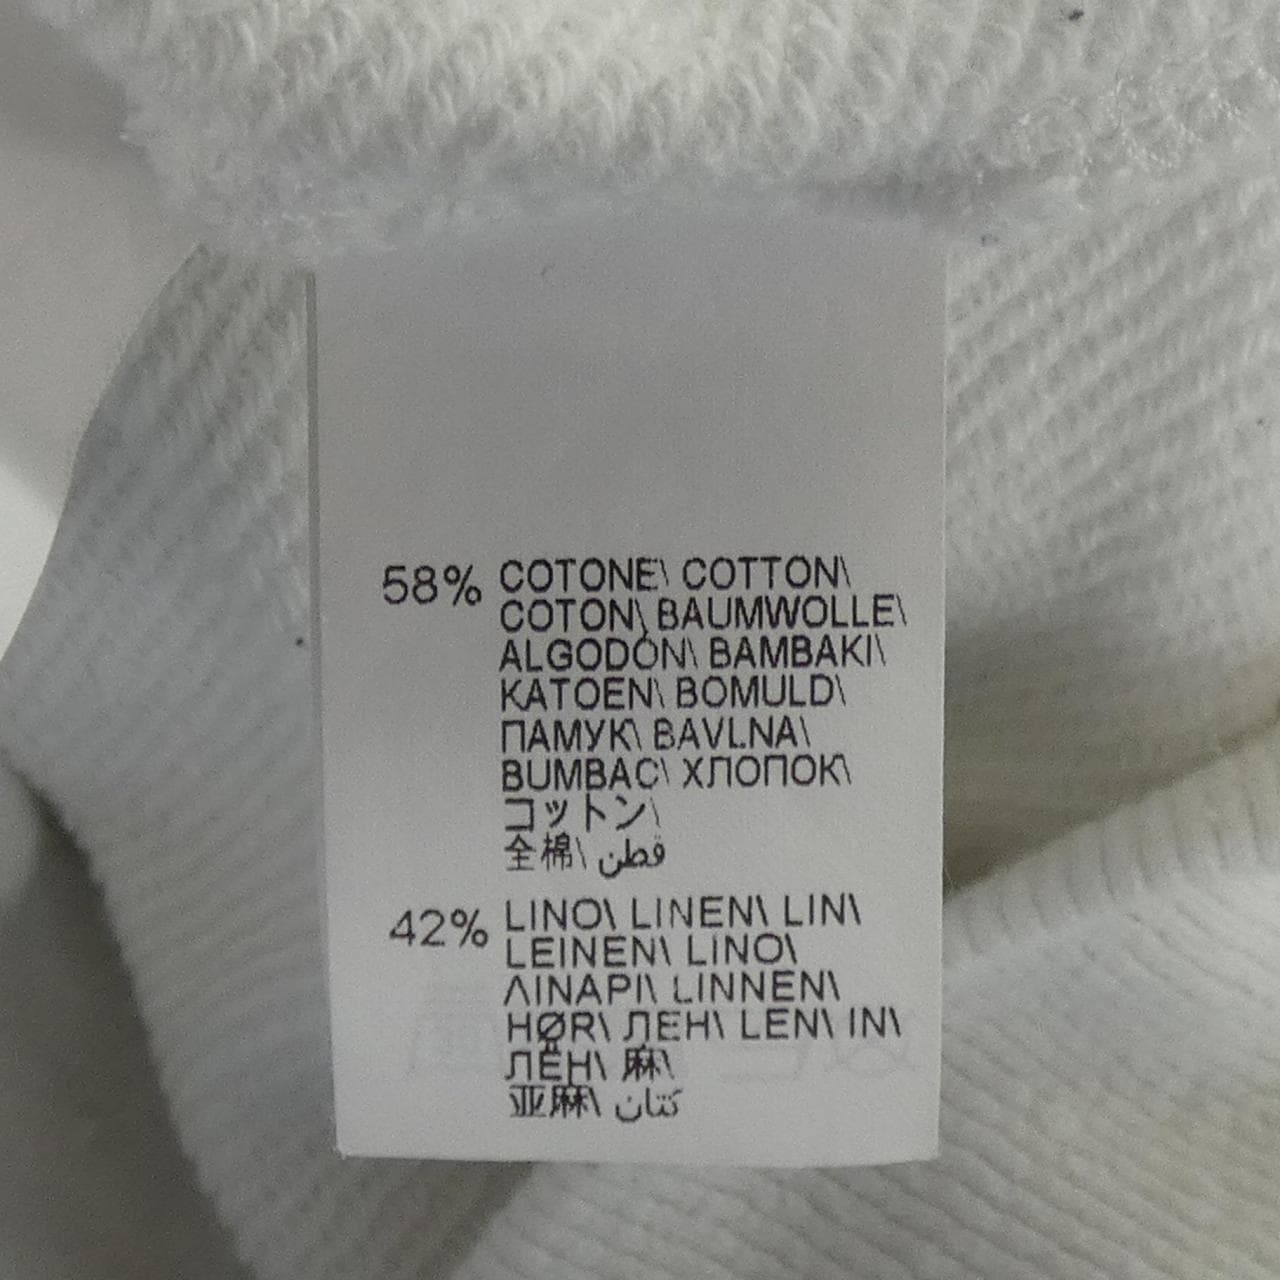 58% COTONE\ COTTON\
COTON\ BAUMWOLLE\
ALGODÓN\ BAMBAKI\
KATOEN\ BOMULD\
ПАМУК\ BAVLNA\
BUMBAC\ ХЛОПОК\
コットン\
全棉\ قطن
42% LINO\ LINEN\ LIN\
LEINEN\ LINO\
ΛΙΝΑΡΙ\ LINNEN\
HØR\ ЛЕН\ LEN\ IN\
ЛЁН\ 麻\
亚麻\ كتان